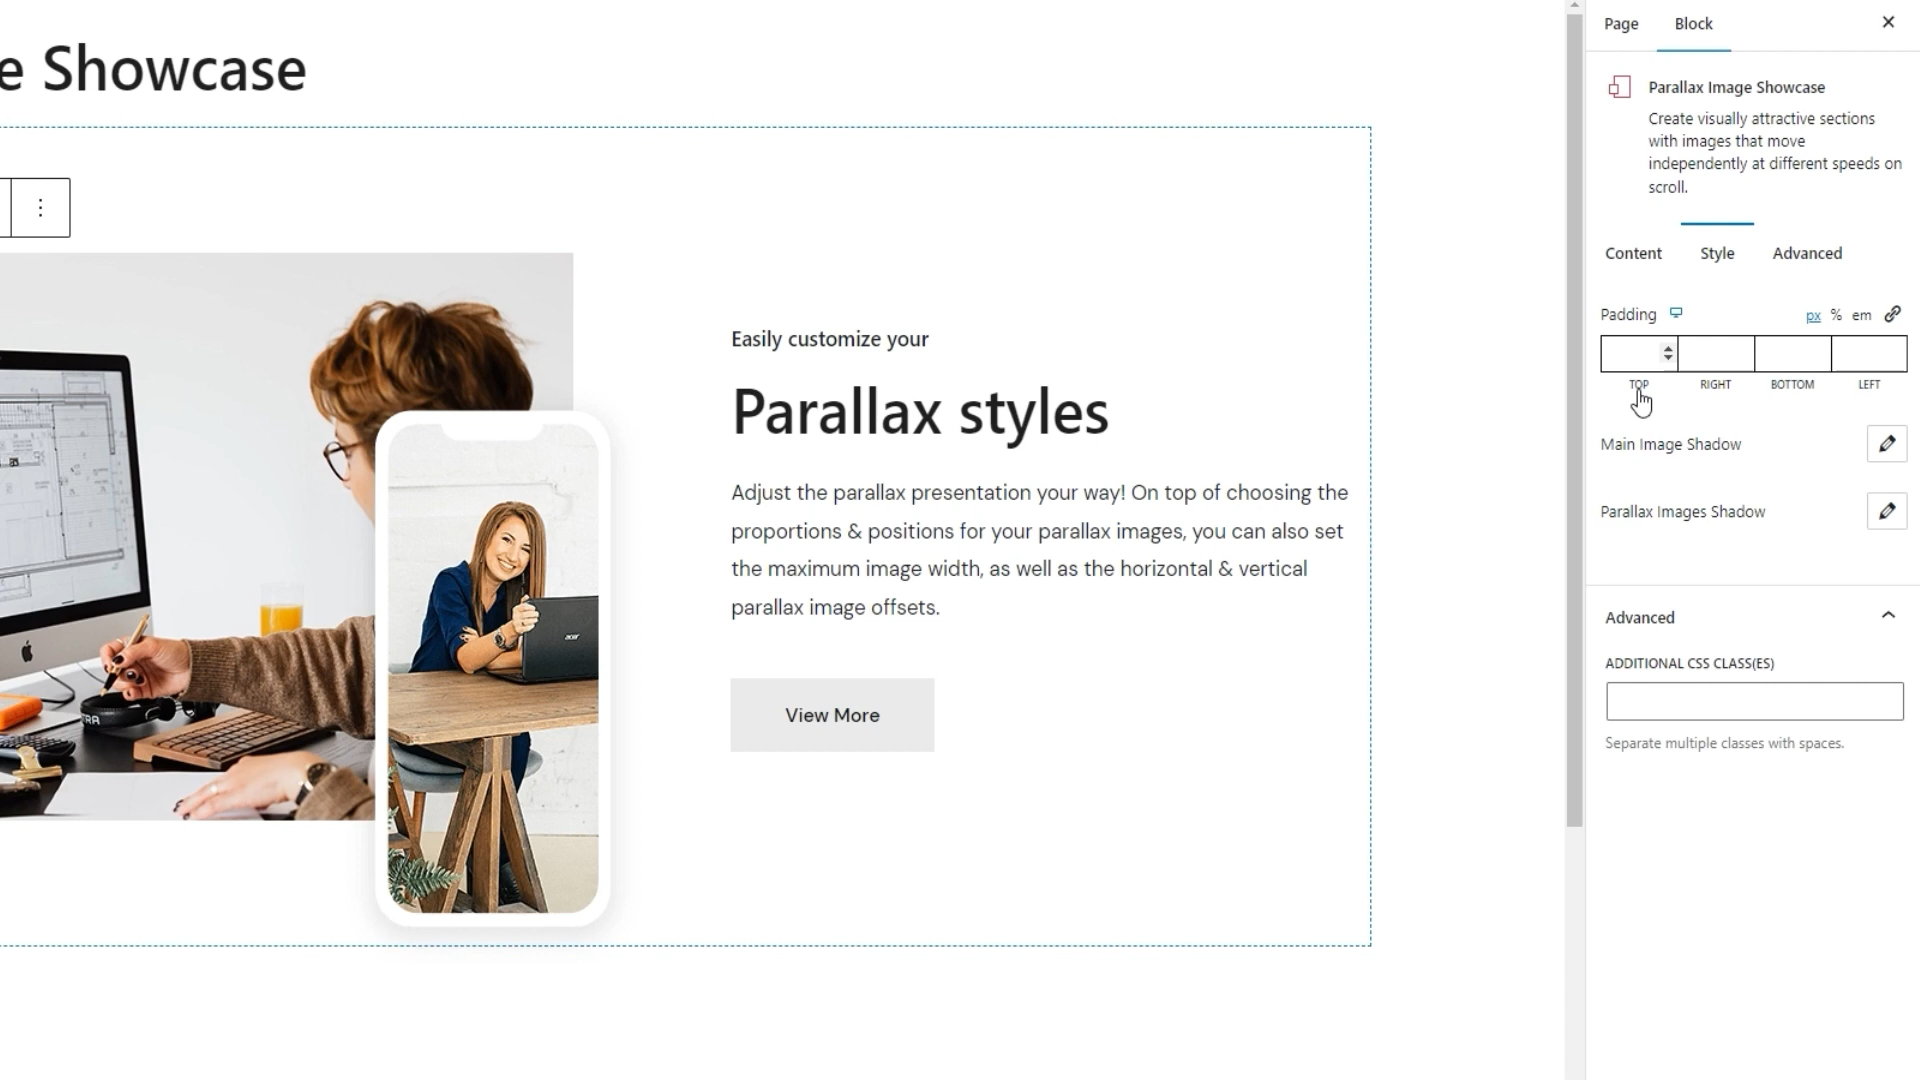 e Showcase
Easily customize your
Parallax styles
Adjust the parallax presentation your way! On top of choosing the
proportions & positions for your parallax images, you can also set
the maximum image width, as well as the horizontal & vertical
parallax image offsets.
View More
acer
TRA
Page Block
Parallax Image Showcase
Create visually attractive sections
with images that move
independently at different speeds on
scroll.
Content Style Advanced
Padding px % em
TOP RIGHT BOTTOM LEFT
Main Image Shadow
Parallax Images Shadow
Advanced
ADDITIONAL CSS CLASS(ES)
Separate multiple classes with spaces.